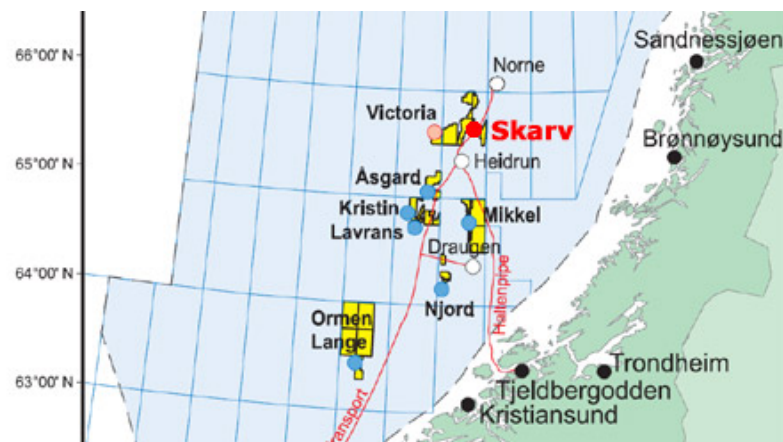 66°00' N
Sandnessjøen
Norne
Victoria
Skarv
65°00' N
Heidrun
Brønnøysund
Åsgard
Kristin
Mikkel
Lavrans
Draugen
64°00' N
Njord
Haltenpipe
Ormen
Lange
63°00' N
Trondheim
Tjeldbergodden
Kristiansund
ransport